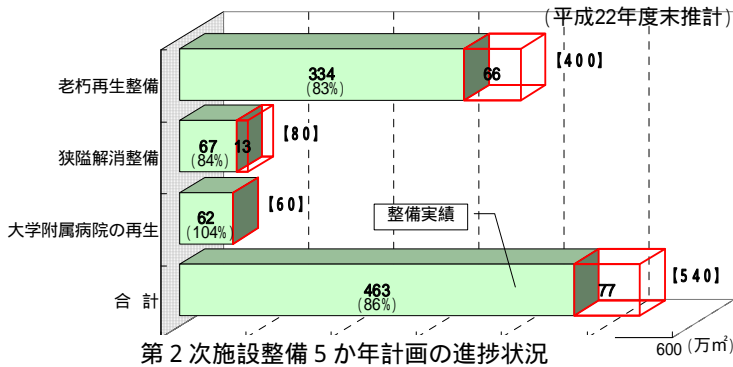 (平成22年度末推計)
老朽再生整備
334
(83%)
66
【400】
狭隘解消整備
67
(84%)
13
【80】
大学附属病院の再生
62
(104%)
【60】
整備実績
合 計
463
(86%)
77
【540】
600 (万㎡)
第2次施設整備5か年計画の進捗状況